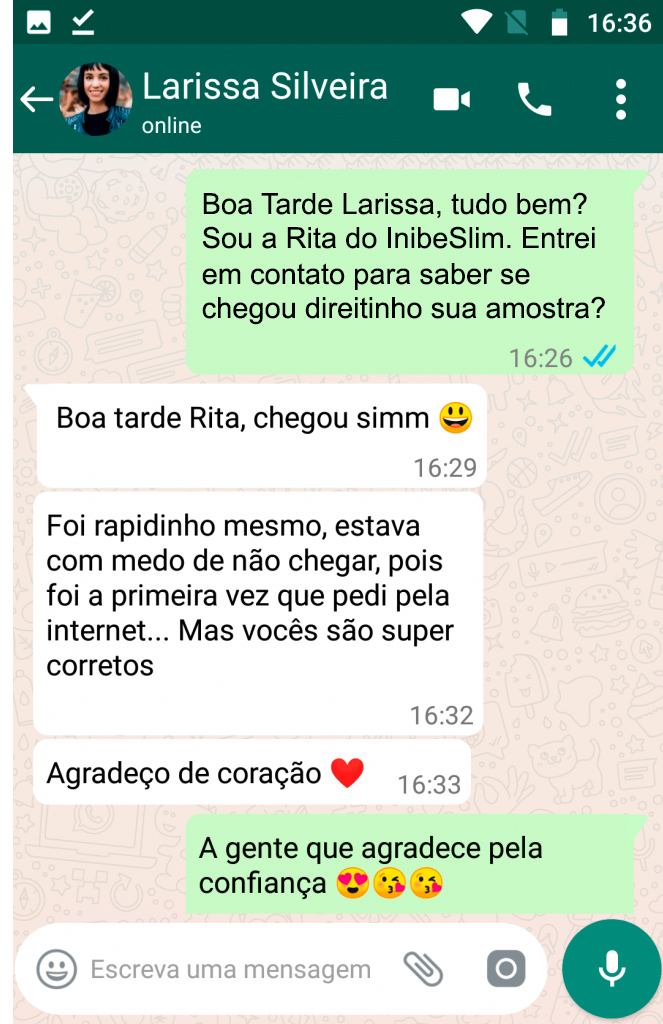 16:36
Larissa Silveira
online
Boa Tarde Larissa, tudo bem?
Sou a Rita do InibeSlim. Entrei
em contato para saber se
chegou direitinho sua amostra?
16:26
Boa tarde Rita, chegou simm 😃
16:29
Foi rapidinho mesmo, estava
com medo de não chegar, pois
foi a primeira vez que pedi pela
internet... Mas vocês são super
corretos
16:32
Agradeço de coração ❤️
16:33
A gente que agradece pela
confiança 😍😘😘
Escreva uma mensagem